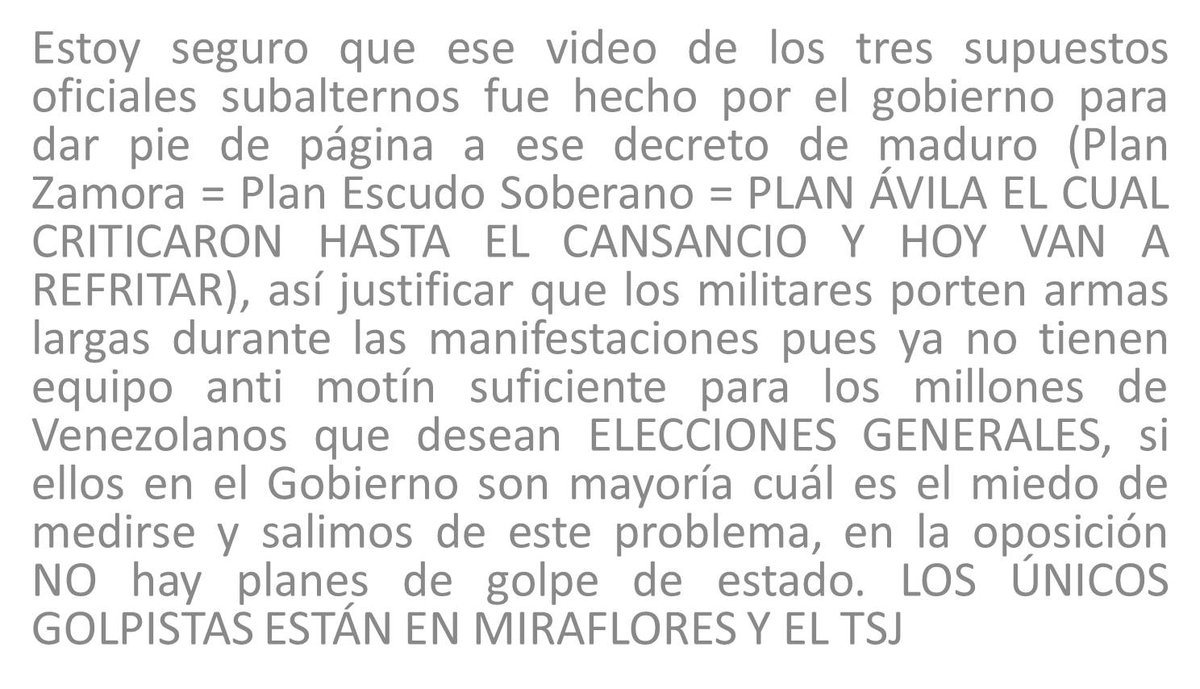 Estoy seguro que ese video de los tres supuestos
oficiales subalternos fue hecho por el gobierno para
dar pie de página a ese decreto de maduro (Plan
Zamora = Plan Escudo Soberano = PLAN ÁVILA EL CUAL
CRITICARON HASTA EL CANSANCIO Y HOY VAN A
REFRITAR), así justificar que los militares porten armas
largas durante las manifestaciones pues ya no tienen
equipo anti motín suficiente para los millones de
Venezolanos que desean ELECCIONES GENERALES, si
ellos en el Gobierno son mayoría cuál es el miedo de
medirse y salimos de este problema, en la oposición
NO hay planes de golpe de estado. LOS ÚNICOS
GOLPISTAS ESTÁN EN MIRAFLORES Y EL TSJ